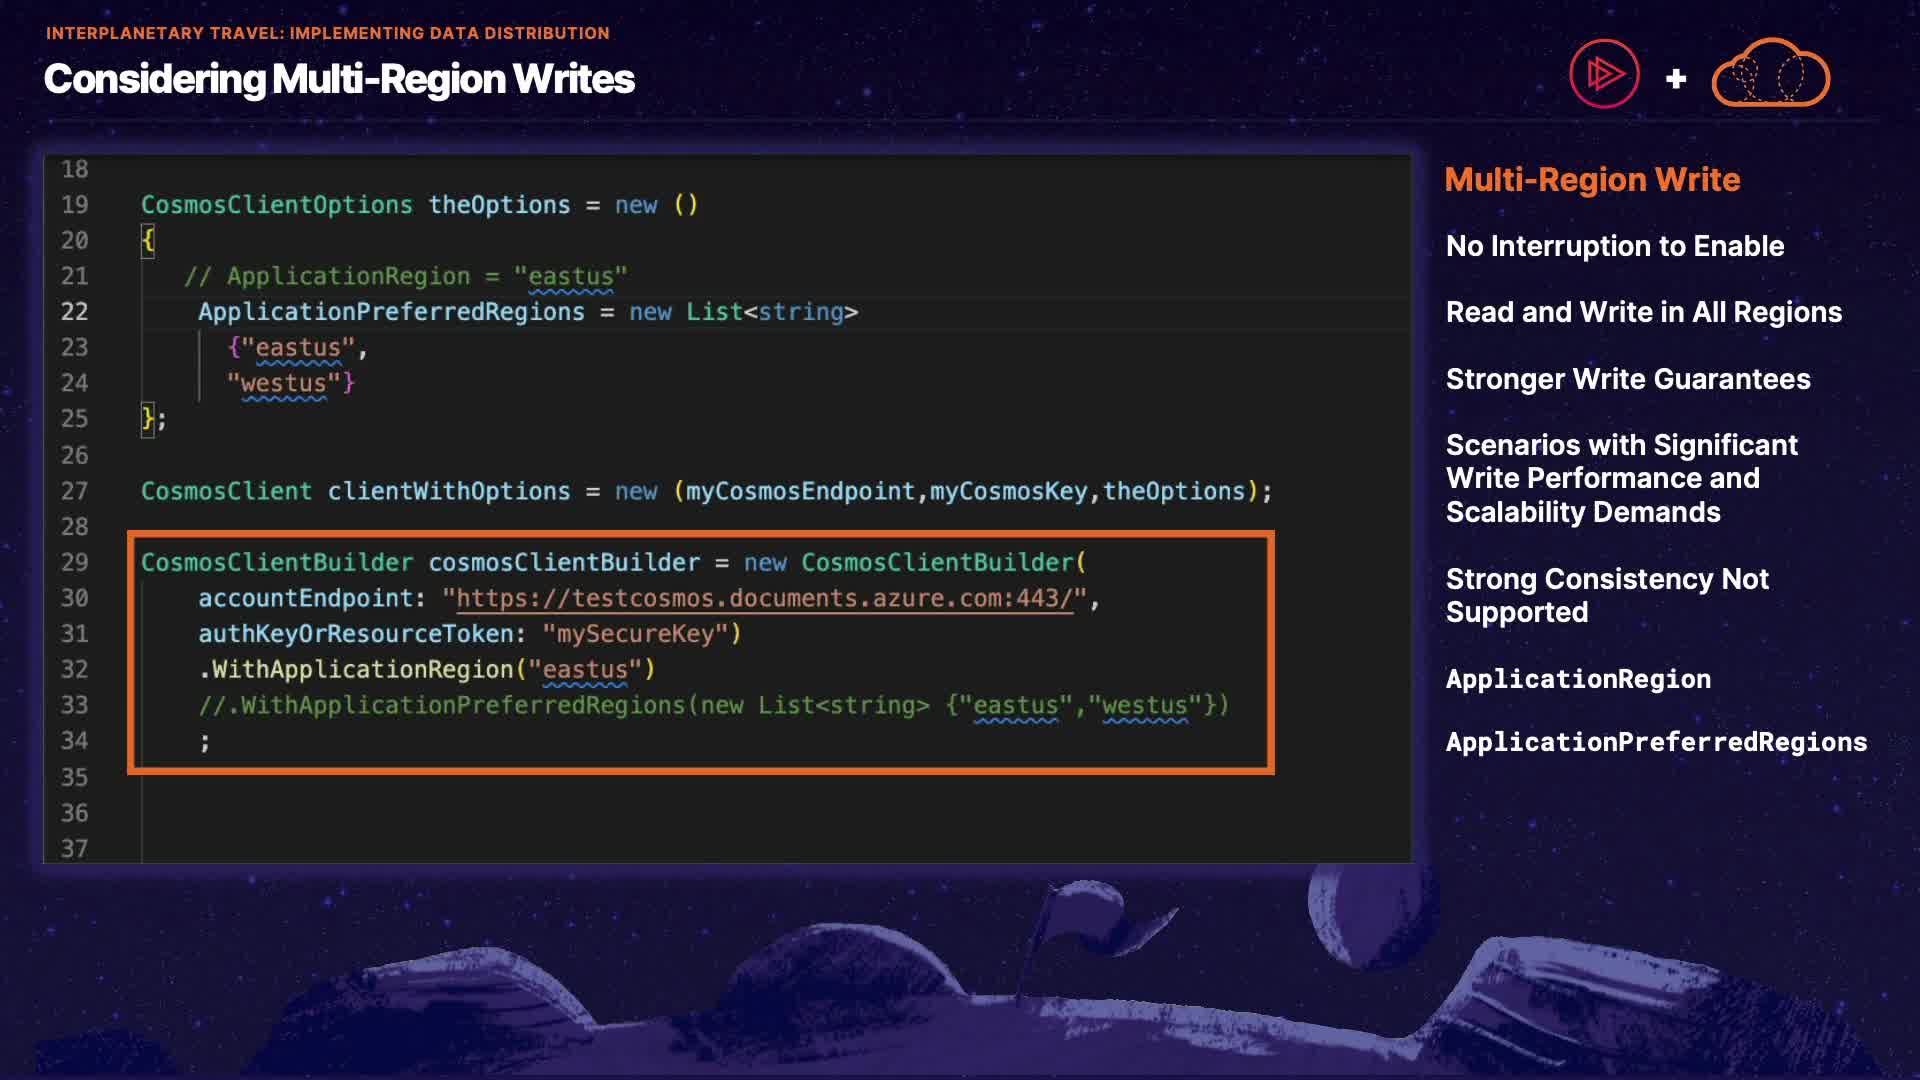 INTERPLANETARY TRAVEL: IMPLEMENTING DATA DISTRIBUTION
Considering Multi-Region Writes
+
18
19 CosmosClientOptions theOptions = new ()
20 {
21 // ApplicationRegion = "eastus"
22 ApplicationPreferredRegions = new List<string>
23 {"eastus",
24 "westus"}
25 };
26
27 CosmosClient clientWithOptions = new (myCosmosEndpoint,myCosmosKey,theOptions);
28
29 CosmosClientBuilder cosmosClientBuilder = new CosmosClientBuilder(
30 accountEndpoint: "https://testcosmos.documents.azure.com:443/",
31 authKeyOrResourceToken: "mySecureKey")
32 .WithApplicationRegion("eastus")
33 //.WithApplicationPreferredRegions(new List<string> {"eastus","westus"})
34 ;
35
36
37
Multi-Region Write
No Interruption to Enable
Read and Write in All Regions
Stronger Write Guarantees
Scenarios with Significant
Write Performance and
Scalability Demands
Strong Consistency Not
Supported
ApplicationRegion
ApplicationPreferredRegions